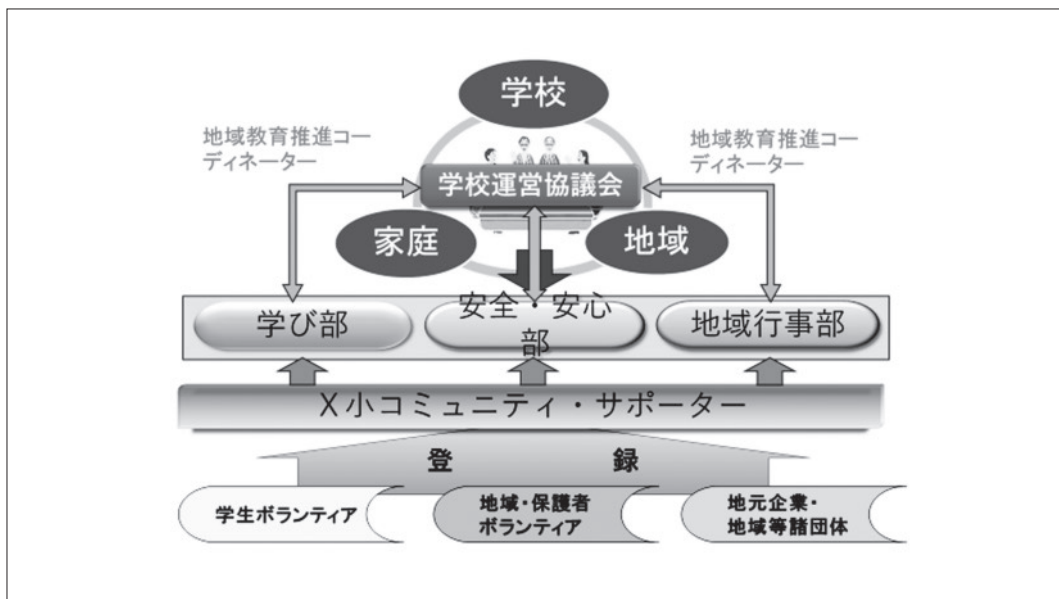 学校
地域教育推進コー
ディネーター
地域教育推進コー
ディネーター
学校運営協議会
家庭
地域
学び部
安全・安心
部
地域行事部
X小コミュニティ・サポーター
登 録
学生ボランティア
地域・保護者
ボランティア
地元企業・
地域等諸団体